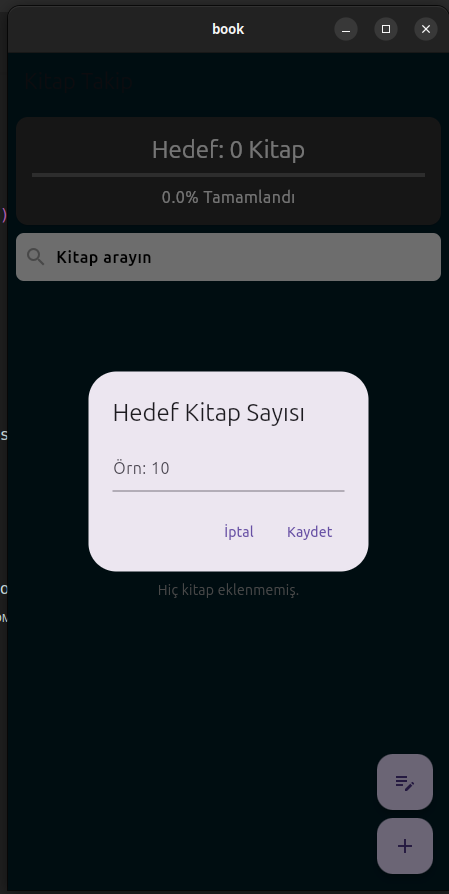 book
Hedef: 0 Kitap
0.0% Tamamlandı
Kitap arayın
Hedef Kitap Sayısı
Örn: 10
İptal
Kaydet
Hiç kitap eklenmemiş.